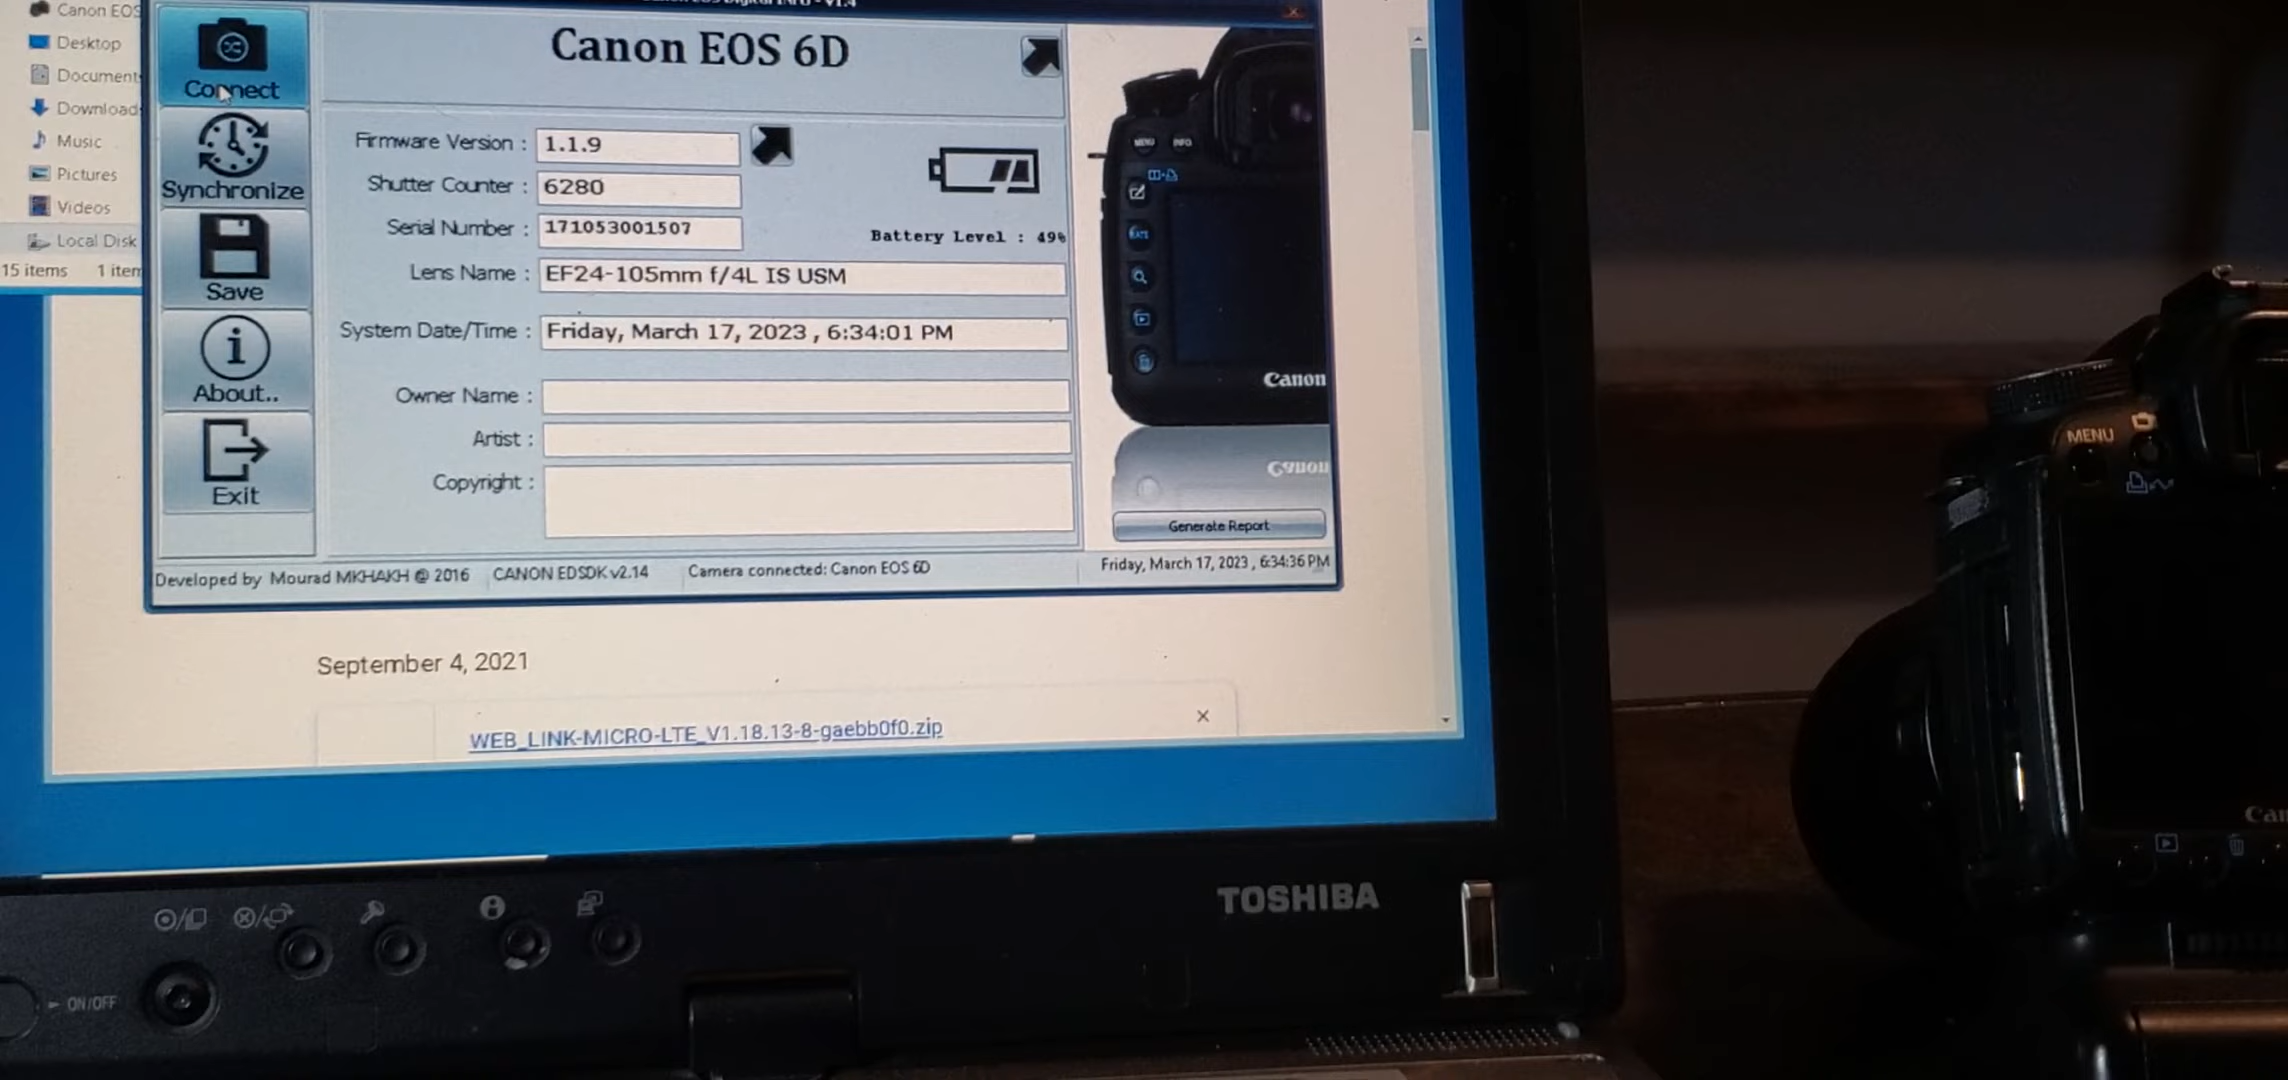 Canon EOS
Desktop
Document
Download
Music
Pictures
Videos
Local Disk
15 items 1 item
Connect
Synchronize
Save
About..
Exit
Canon EOS 6D
Firmware Version : 1.1.9
Shutter Counter : 6280
Serial Number : 171053001507
Battery Level : 49%
Lens Name : EF24-105mm f/4L IS USM
System Date/Time : Friday, March 17, 2023 , 6:34:01 PM
Owner Name :
Artist :
Copyright :
MENU INFO
Canon
Canon
Generate Report
Developed by Mourad MKHAKH @ 2016 CANON EDSDK v2.14 Camera connected: Canon EOS 6D Friday, March 17, 2023 , 6:34:36 PM
September 4, 2021
WEB_LINK-MICRO-LTE_V1.18.13-8-gaebb0f0.zip
TOSHIBA
ON/OFF
MENU
Can